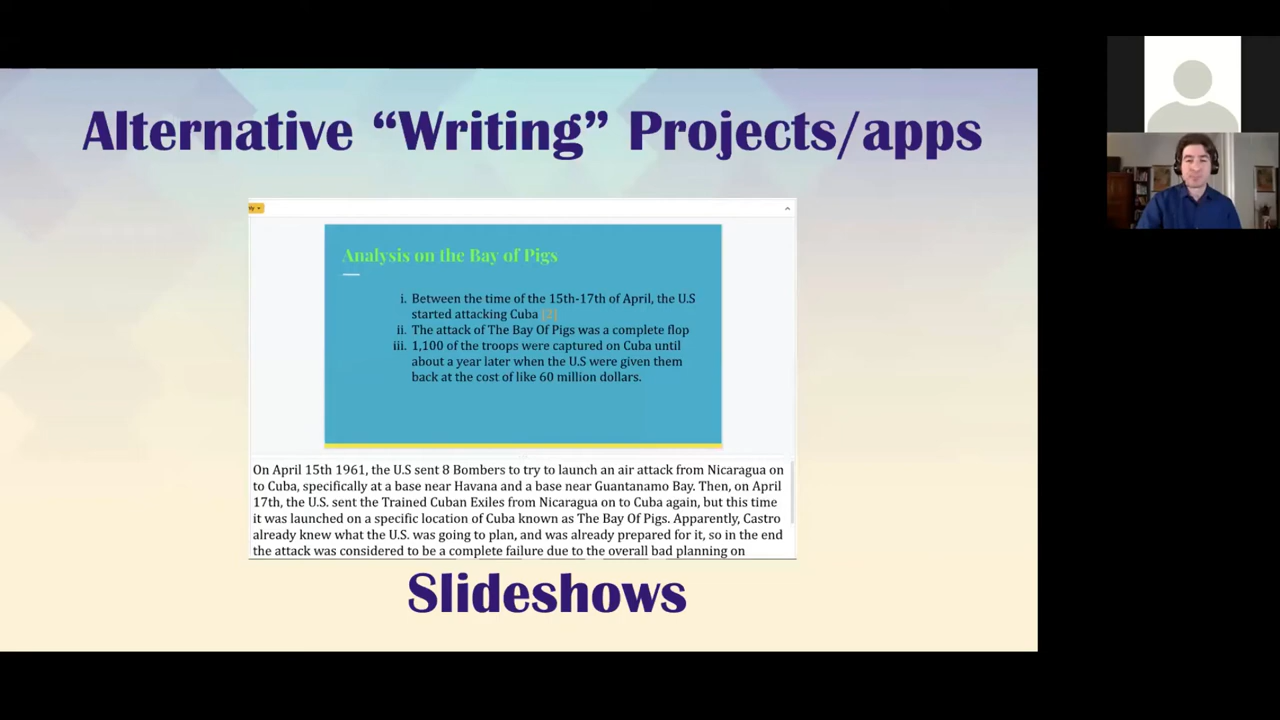 Alternative “Writing” Projects/apps
Analysis on the Bay of Pigs
i. Between the time of the 15th-17th of April, the U.S
started attacking Cuba [2]
ii. The attack of The Bay Of Pigs was a complete flop
iii. 1,100 of the troops were captured on Cuba until
about a year later when the U.S were given them
back at the cost of like 60 million dollars.
On April 15th 1961, the U.S sent 8 Bombers to try to launch an air attack from Nicaragua on
to Cuba, specifically at a base near Havana and a base near Guantanamo Bay. Then, on April
17th, the U.S. sent the Trained Cuban Exiles from Nicaragua on to Cuba again, but this time
it was launched on a specific location of Cuba known as The Bay Of Pigs. Apparently, Castro
already knew what the U.S. was going to plan, and was already prepared for it, so in the end
the attack was considered to be a complete failure due to the overall bad planning on
Slideshows